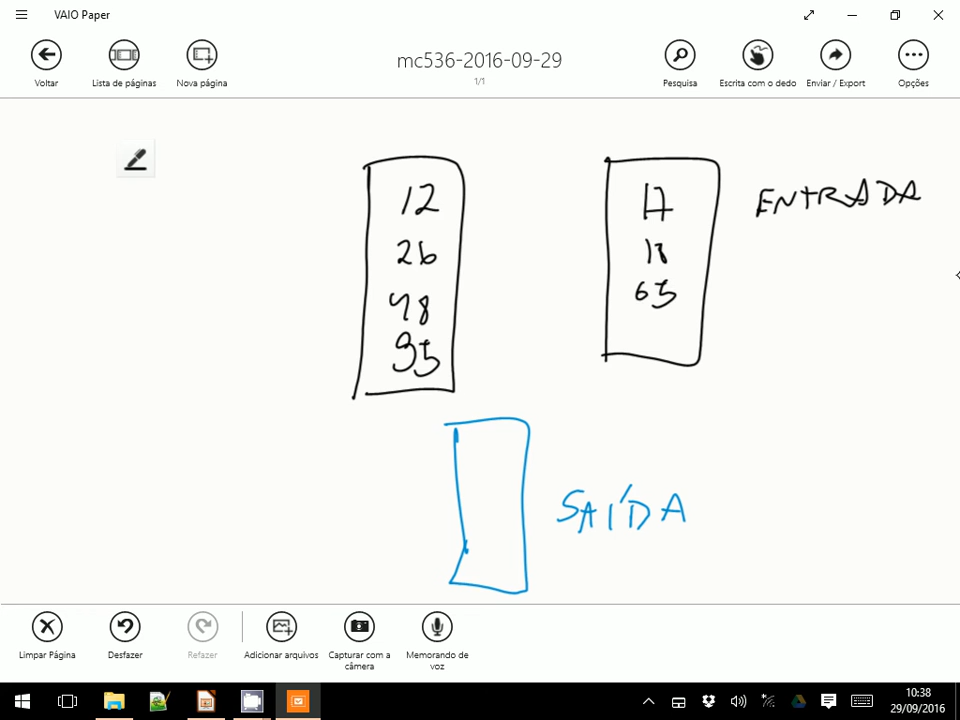 VAIO Paper
mc536-2016-09-29
1/1
Voltar
Lista de páginas
Nova página
Pesquisa
Escrita com o dedo
Enviar / Export
Opções
12
26
48
95
17
18
65
ENTRADA
SAÍDA
Limpar Página
Desfazer
Refazer
Adicionar arquivos
Capturar com a
câmera
Memorando de
voz
10:38
29/09/2016